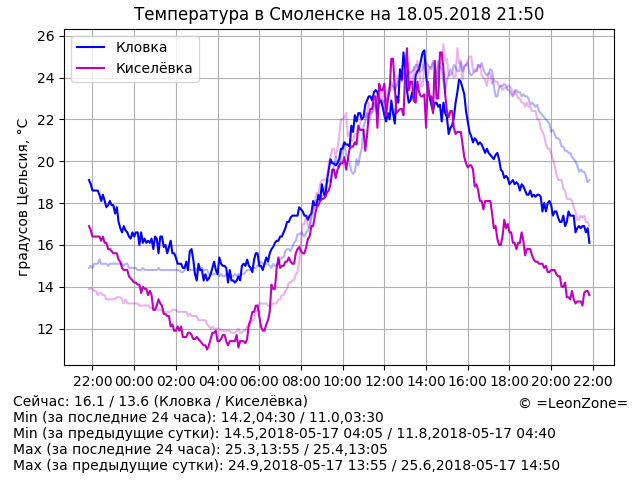 Температура в Смоленске на 18.05.2018 21:50
градусов Цельсия, °C
26
24
22
20
18
16
14
12
Кловка
Киселёвка
22:00 00:00 02:00 04:00 06:00 08:00 10:00 12:00 14:00 16:00 18:00 20:00 22:00
Сейчас: 16.1 / 13.6 (Кловка / Киселёвка)
© =LeonZone=
Min (за последние 24 часа): 14.2,04:30 / 11.0,03:30
Min (за предыдущие сутки): 14.5,2018-05-17 04:05 / 11.8,2018-05-17 04:40
Max (за последние 24 часа): 25.3,13:55 / 25.4,13:05
Max (за предыдущие сутки): 24.9,2018-05-17 13:55 / 25.6,2018-05-17 14:50